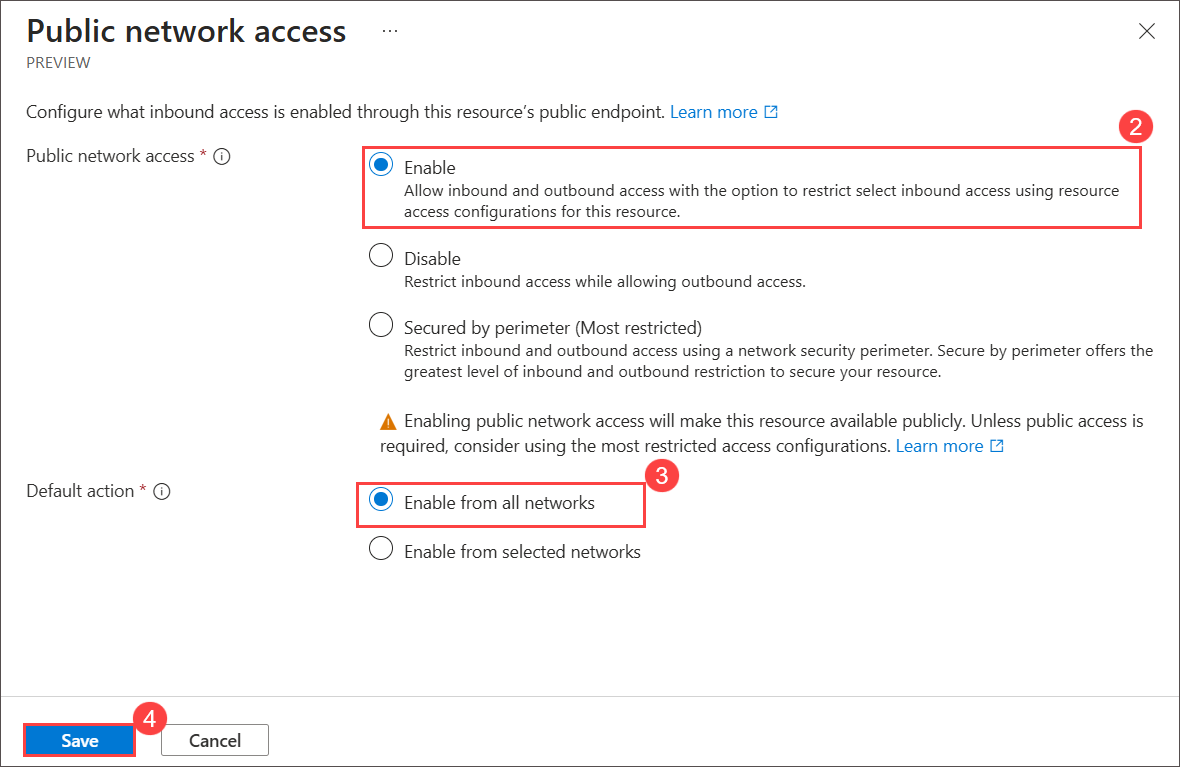 Public network access ...
PREVIEW
Configure what inbound access is enabled through this resource’s public endpoint. Learn more
2
Public network access *
Enable
Allow inbound and outbound access with the option to restrict select inbound access using resource
access configurations for this resource.
Disable
Restrict inbound access while allowing outbound access.
Secured by perimeter (Most restricted)
Restrict inbound and outbound access using a network security perimeter. Secure by perimeter offers the
greatest level of inbound and outbound restriction to secure your resource.
Enabling public network access will make this resource available publicly. Unless public access is
required, consider using the most restricted access configurations. Learn more
3
Default action *
Enable from all networks
Enable from selected networks
4
Save
Cancel